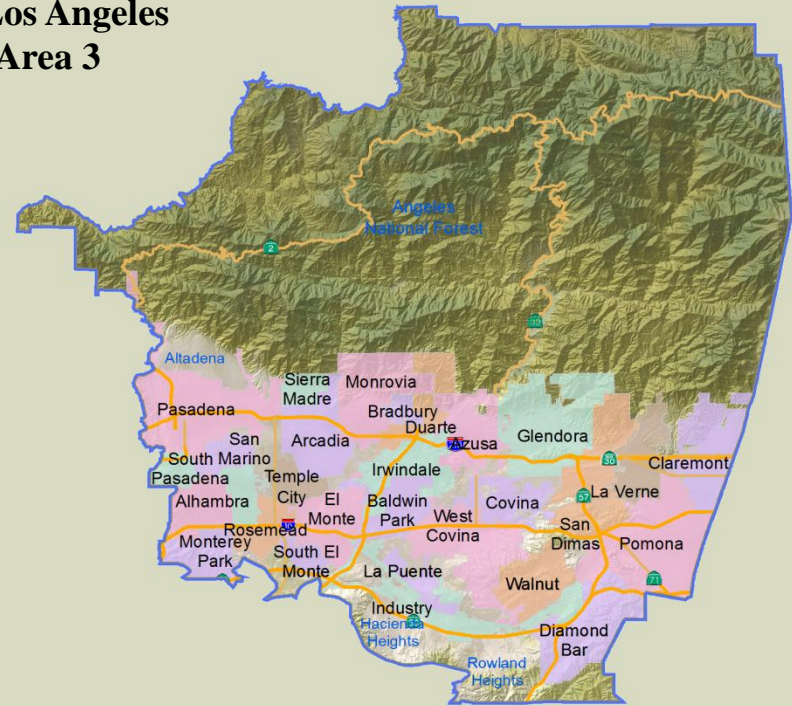 Los Angeles
Area 3
Angeles
National Forest
2
39
Altadena
Sierra
Madre
Monrovia
Pasadena
Bradbury
Duarte
San
Marino
Arcadia
Azusa
Glendora
30
Claremont
South
Pasadena
Temple
City
Irwindale
La Verne
57
Alhambra
El
Monte
Baldwin
Park
West
Covina
Covina
San
Dimas
Pomona
Rosemead
10
Monterey
Park
South El
Monte
La Puente
Walnut
71
Industry
Hacienda
Heights
Diamond
Bar
Rowland
Heights